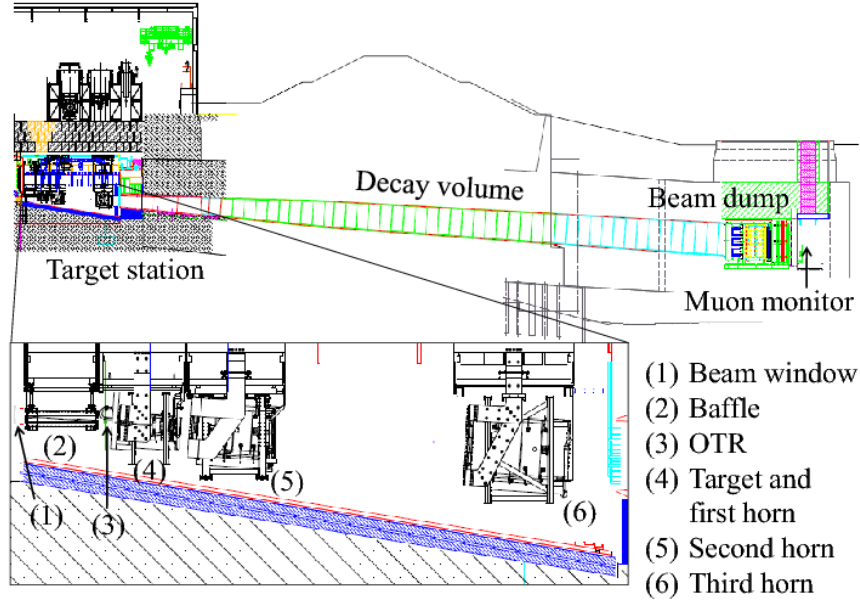 Decay volume
Beam dump
Target station
Muon monitor
(1) Beam window
(2) Baffle
(3) OTR
(4) Target and
first horn
(5) Second horn
(6) Third horn
(2)
(4)
(5)
(6)
(1)
(3)